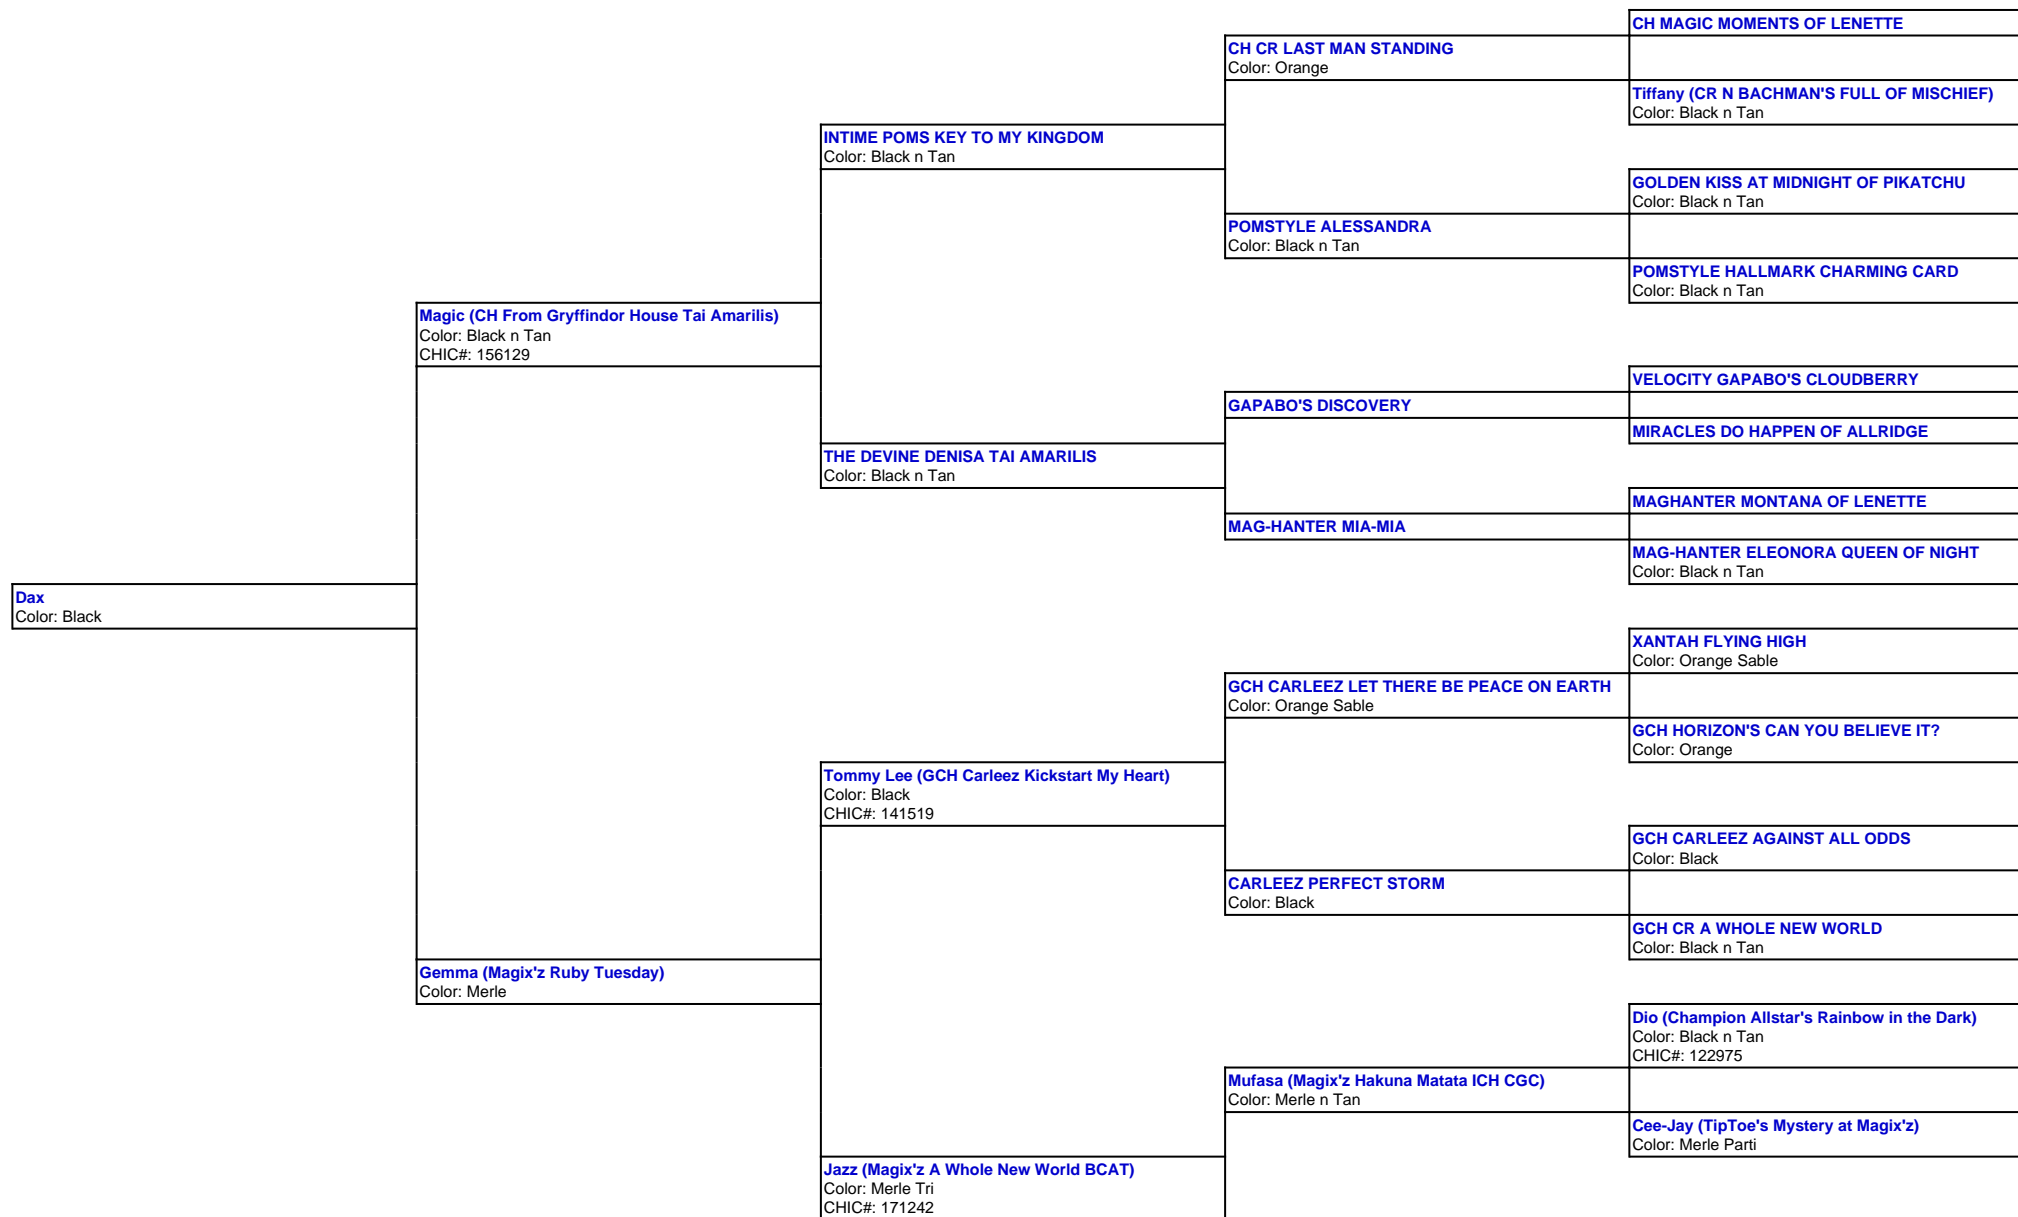 CH MAGIC MOMENTS OF LENETTE
CH CR LAST MAN STANDING
Color: Orange
Tiffany (CR N BACHMAN'S FULL OF MISCHIEF)
Color: Black n Tan
INTIME POMS KEY TO MY KINGDOM
Color: Black n Tan
GOLDEN KISS AT MIDNIGHT OF PIKATCHU
Color: Black n Tan
POMSTYLE ALESSANDRA
Color: Black n Tan
POMSTYLE HALLMARK CHARMING CARD
Color: Black n Tan
Magic (CH From Gryffindor House Tai Amarilis)
Color: Black n Tan
CHIC#: 156129
VELOCITY GAPABO'S CLOUDBERRY
GAPABO'S DISCOVERY
MIRACLES DO HAPPEN OF ALLRIDGE
THE DEVINE DENISA TAI AMARILIS
Color: Black n Tan
MAGHANTER MONTANA OF LENETTE
MAG-HANTER MIA-MIA
MAG-HANTER ELEONORA QUEEN OF NIGHT
Color: Black n Tan
Dax
Color: Black
XANTAH FLYING HIGH
Color: Orange Sable
GCH CARLEEZ LET THERE BE PEACE ON EARTH
Color: Orange Sable
GCH HORIZON'S CAN YOU BELIEVE IT?
Color: Orange
Tommy Lee (GCH Carleez Kickstart My Heart)
Color: Black
CHIC#: 141519
GCH CARLEEZ AGAINST ALL ODDS
Color: Black
CARLEEZ PERFECT STORM
Color: Black
GCH CR A WHOLE NEW WORLD
Color: Black n Tan
Gemma (Magix'z Ruby Tuesday)
Color: Merle
Dio (Champion Allstar's Rainbow in the Dark)
Color: Black n Tan
CHIC#: 122975
Mufasa (Magix'z Hakuna Matata ICH CGC)
Color: Merle n Tan
Cee-Jay (TipToe's Mystery at Magix'z)
Color: Merle Parti
Jazz (Magix'z A Whole New World BCAT)
Color: Merle Tri
CHIC#: 171242